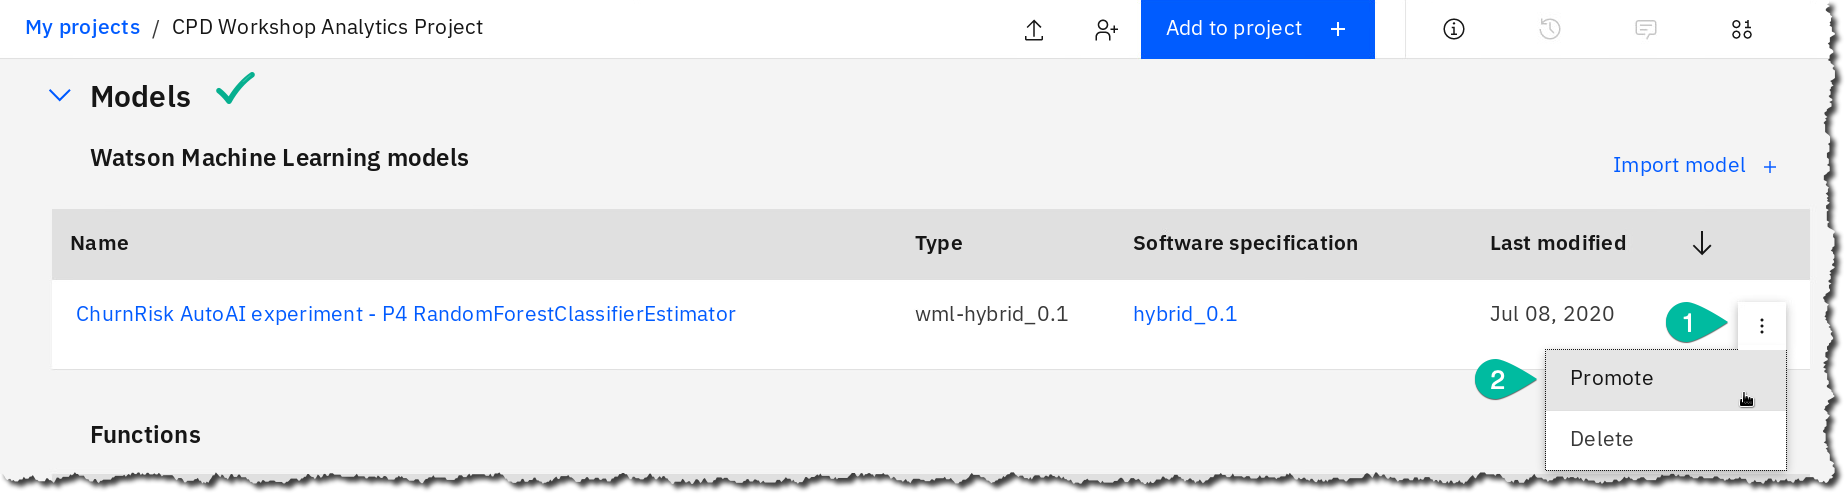 My projects / CPD Workshop Analytics Project
Add to project +
Models
Watson Machine Learning models
Import model +
Name Type Software specification Last modified
ChurnRisk AutoAI experiment - P4 RandomForestClassifierEstimator wml-hybrid_0.1 hybrid_0.1 Jul 08, 2020
1
2 Promote
Delete
Functions